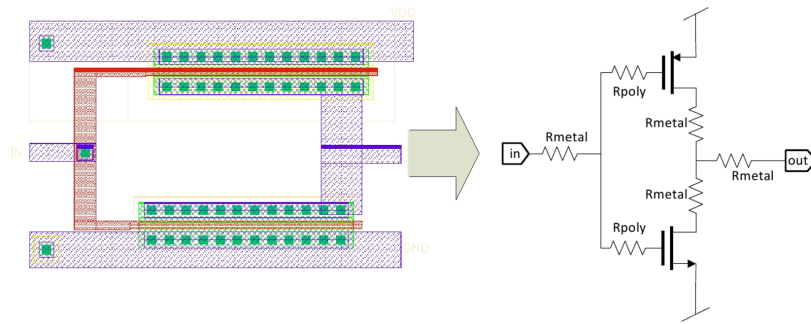 VDD
IN
GND
Rpoly
Rmetal
Rmetal
in
out
Rmetal
Rmetal
Rpoly